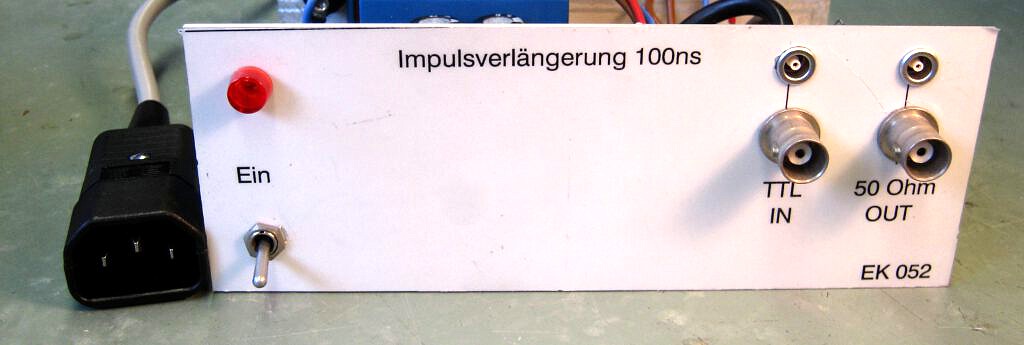 Impulsverlängerung 100ns
Ein
TTL
IN
50 Ohm
OUT
EK 052